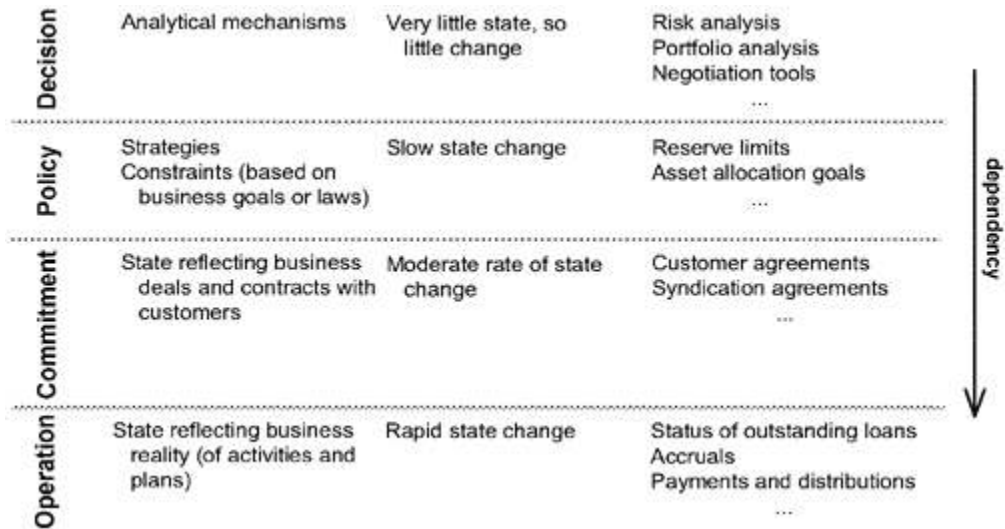 Decision
Analytical mechanisms
Very little state, so
little change
Risk analysis
Portfolio analysis
Negotiation tools
...
Policy
Strategies
Constraints (based on
business goals or laws)
Slow state change
Reserve limits
Asset allocation goals
...
Commitment
State reflecting business
deals and contracts with
customers
Moderate rate of state
change
Customer agreements
Syndication agreements
...
Operation
State reflecting business
reality (of activities and
plans)
Rapid state change
Status of outstanding loans
Accruals
Payments and distributions
...
dependency